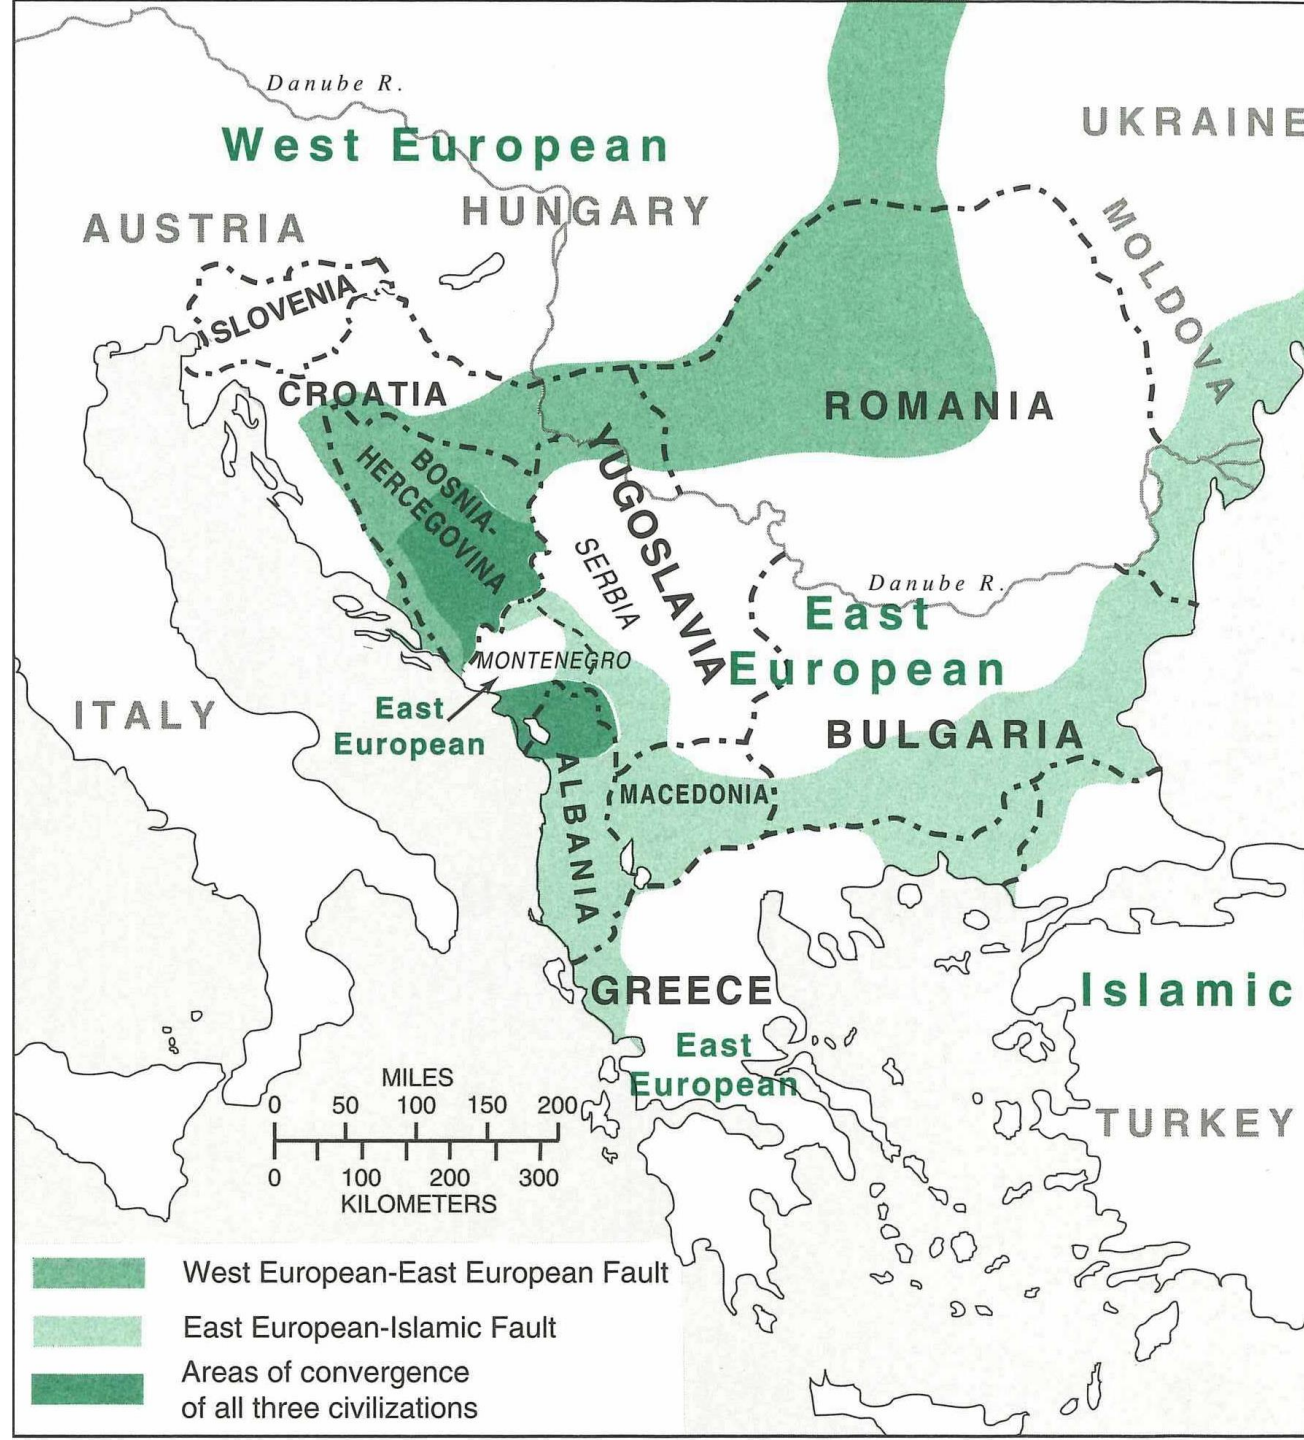 Danube R.
West European
UKRAINE
AUSTRIA
HUNGARY
MOLDOVA
SLOVENIA
CROATIA
ROMANIA
BOSNIA-
HERCEGOVINA
YUGOSLAVIA
SERBIA
Danube R.
East
European
MONTENEGRO
ITALY
East
European
BULGARIA
ALBANIA
MACEDONIA
GREECE
Islamic
East
European
TURKEY
MILES
0 50 100 150 200
0 100 200 300
KILOMETERS
West European-East European Fault
East European-Islamic Fault
Areas of convergence
of all three civilizations